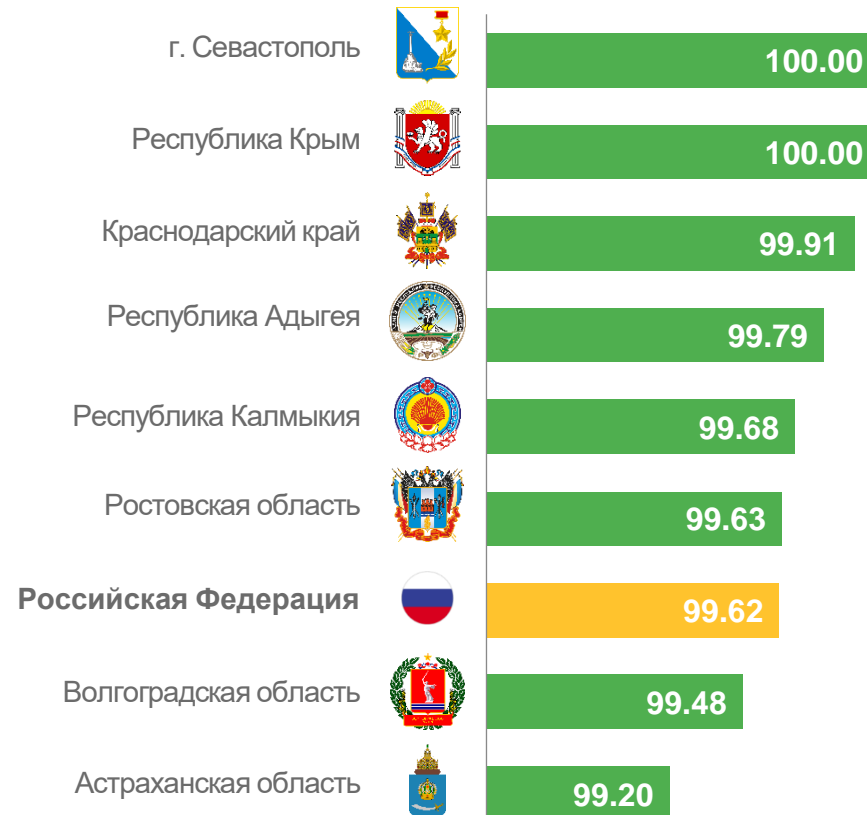 г. Севастополь 100.00
Республика Крым 100.00
Краснодарский край 99.91
Республика Адыгея 99.79
Республика Калмыкия 99.68
Ростовская область 99.63
Российская Федерация 99.62
Волгоградская область 99.48
Астраханская область 99.20